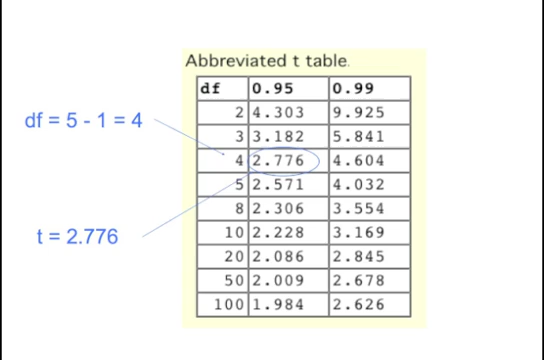 Abbreviated t table.
df 0.95 0.99
2 4.303 9.925
df = 5 - 1 = 4
3 3.182 5.841
4 2.776 4.604
5 2.571 4.032
8 2.306 3.554
t = 2.776
10 2.228 3.169
20 2.086 2.845
50 2.009 2.678
100 1.984 2.626